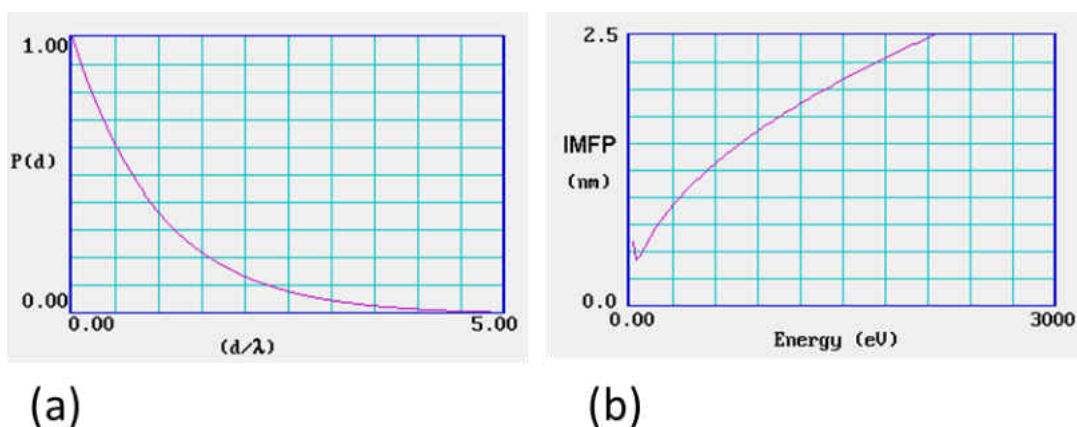 1.00
P(d)
0.00
0.00 5.00
(d/λ)
(a)
2.5
IMFP
(nm)
0.0
0.00 3000
Energy (eV)
(b)